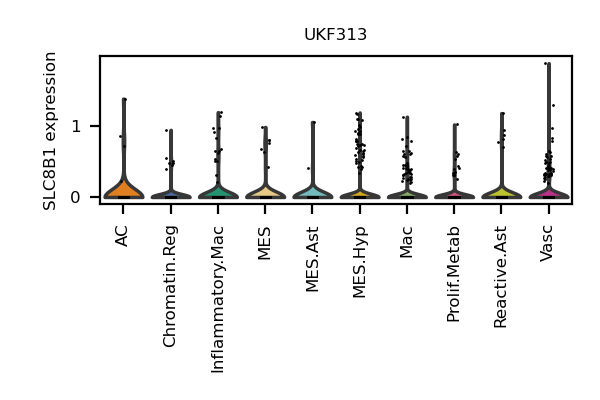 UKF313
SLC8B1 expression
1
0
AC
Chromatin.Reg
Inflammatory.Mac
MES
MES.Ast
MES.Hyp
Mac
Prolif.Metab
Reactive.Ast
Vasc